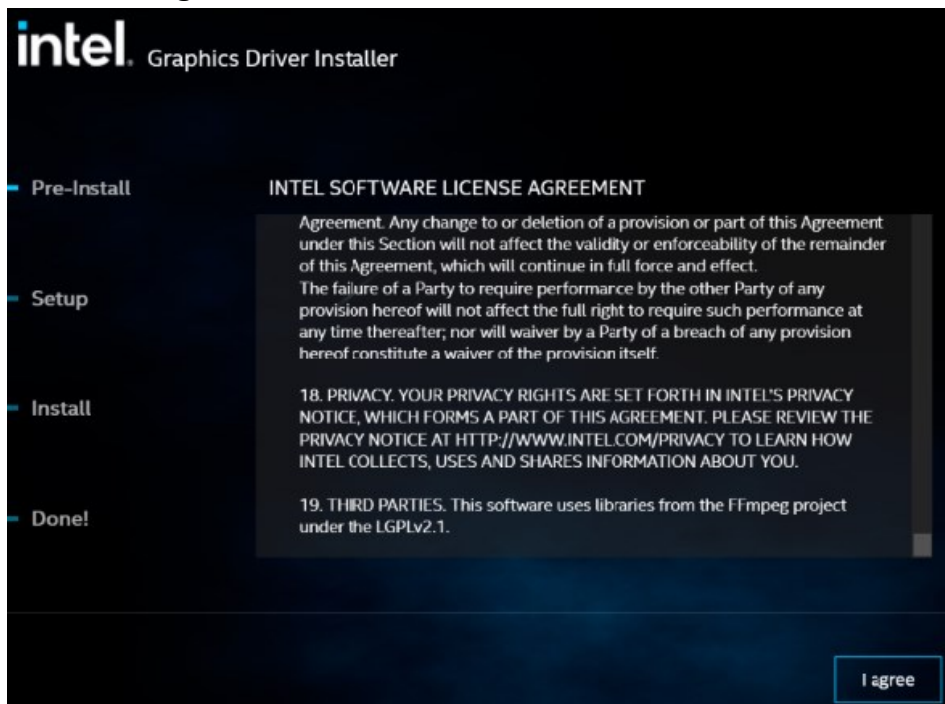 intel. Graphics Driver Installer
Pre-Install
Setup
Install
Done!
INTEL SOFTWARE LICENSE AGREEMENT
Agreement. Any change to or deletion of a provision or part of this Agreement
under this Section will not affect the validity or enforceability of the remainder
of this Agreement, which will continue in full force and effect.
The failure of a Party to require performance by the other Party of any
provision hereof will not affect the full right to require such performance at
any time thereafter; nor will waiver by a Party of a breach of any provision
hereof constitute a waiver of the provision itself.
18. PRIVACY. YOUR PRIVACY RIGHTS ARE SET FORTH IN INTEL'S PRIVACY
NOTICE, WHICH FORMS A PART OF THIS AGREEMENT. PLEASE REVIEW THE
PRIVACY NOTICE AT HTTP://WWW.INTEL.COM/PRIVACY TO LEARN HOW
INTEL COLLECTS, USES AND SHARES INFORMATION ABOUT YOU.
19. THIRD PARTIES. This software uses libraries from the FFmpeg project
under the LGPLv2.1.
I agree